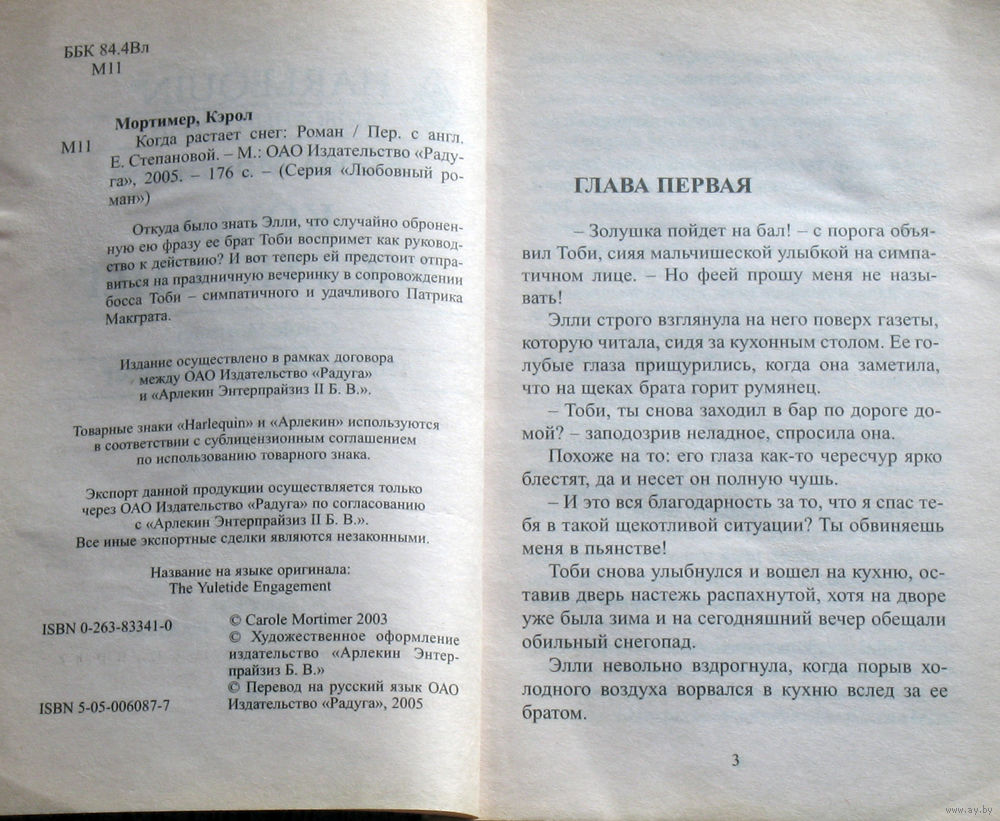 ББК 84.4Вл
М11
Мортимер, Кэрол
М11 Когда растает снег: Роман / Пер. с англ.
Е. Степановой. – М.: ОАО Издательство «Раду-
га», 2005. – 176 с. – (Серия «Любовный ро-
ман»)
Откуда было знать Элли, что случайно обронен-
ную ею фразу ее брат Тоби воспримет как руковод-
ство к действию? И вот теперь ей предстоит отпра-
виться на праздничную вечеринку в сопровождении
босса Тоби – симпатичного и удачливого Патрика
Макграта.
Издание осуществлено в рамках договора
между ОАО Издательство «Радуга»
и «Арлекин Энтерпрайзиз II Б. В.».
Товарные знаки «Harlequin» и «Арлекин» используются
в соответствии с сублицензионным соглашением
по использованию товарного знака.
Экспорт данной продукции осуществляется только
через ОАО Издательство «Радуга» по согласованию
с «Арлекин Энтерпрайзиз II Б. В.».
Все иные экспортные сделки являются незаконными.
Название на языке оригинала:
The Yuletide Engagement
ISBN 0-263-83341-0
© Carole Mortimer 2003
© Художественное оформление
издательство «Арлекин Энтер-
прайзиз Б. В.»
© Перевод на русский язык ОАО
ISBN 5-05-006087-7
Издательство «Радуга», 2005
ГЛАВА ПЕРВАЯ
– Золушка пойдет на бал! – с порога объя-
вил Тоби, сияя мальчишеской улыбкой на симпа-
тичном лице. – Но феей прошу меня не назы-
вать!
Элли строго взглянула на него поверх газеты,
которую читала, сидя за кухонным столом. Ее го-
лубые глаза прищурились, когда она заметила,
что на щеках брата горит румянец.
– Тоби, ты снова заходил в бар по дороге до-
мой? – заподозрив неладное, спросила она.
Похоже на то: его глаза как-то чересчур ярко
блестят, да и несет он полную чушь.
– И это вся благодарность за то, что я спас те-
бя в такой щекотливой ситуации? Ты обвиняешь
меня в пьянстве!
Тоби снова улыбнулся и вошел на кухню, ос-
тавив дверь настежь распахнутой, хотя на дворе
уже была зима и на сегодняшний вечер обещали
обильный снегопад.
Элли невольно вздрогнула, когда порыв хо-
лодного воздуха ворвался в кухню вслед за ее
братом.
3
www.ay.by